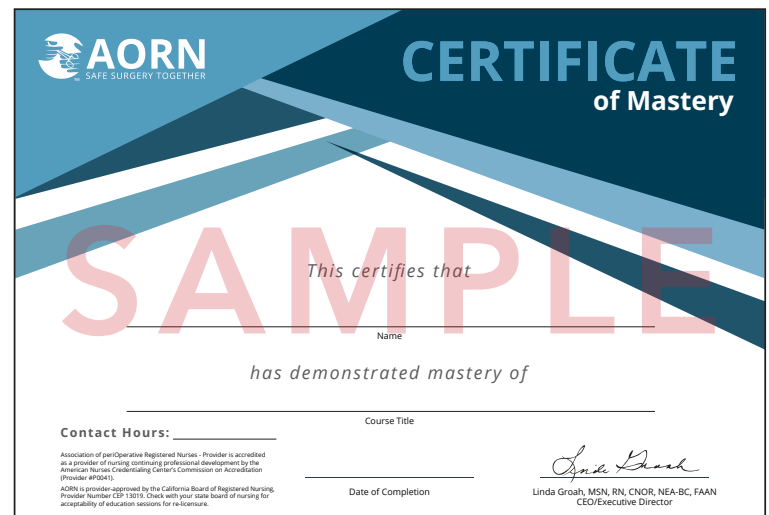 AORN
SAFE SURGERY TOGETHER
CERTIFICATE
of Mastery
SAMPLE
This certifies that
Name
has demonstrated mastery of
Course Title
Contact Hours:
Association of periOperative Registered Nurses - Provider is accredited
as a provider of nursing continuing professional development by the
American Nurses Credentialing Center's Commission on Accreditation
(Provider #P0041).
AORN is provider-approved by the California Board of Registered Nursing,
Provider Number CEP 13019. Check with your state board of nursing for
acceptability of education sessions for re-licensure.
Date of Completion
Linda Groah
Linda Groah, MSN, RN, CNOR, NEA-BC, FAAN
CEO/Executive Director